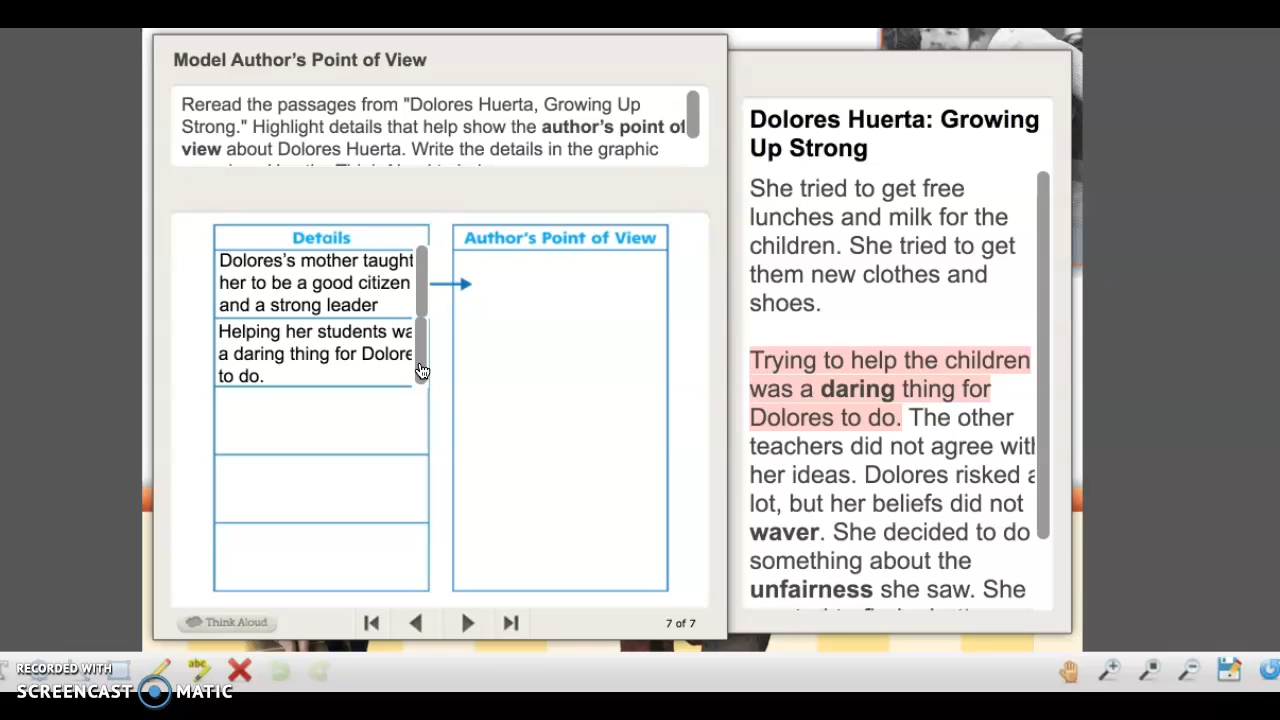 Model Author's Point of View
Reread the passages from "Dolores Huerta, Growing Up
Strong." Highlight details that help show the author's point of
view about Dolores Huerta. Write the details in the graphic
Details
Dolores's mother taught
her to be a good citizen
and a strong leader
Helping her students wa
a daring thing for Dolore
to do.
Author's Point of View
Think Aloud
7 of 7
Dolores Huerta: Growing
Up Strong
She tried to get free
lunches and milk for the
children. She tried to get
them new clothes and
shoes.
Trying to help the children
was a daring thing for
Dolores to do. The other
teachers did not agree with
her ideas. Dolores risked a
lot, but her beliefs did not
waver. She decided to do
something about the
unfairness she saw. She
abc
RECORDED WITH
SCREENCAST MATIC